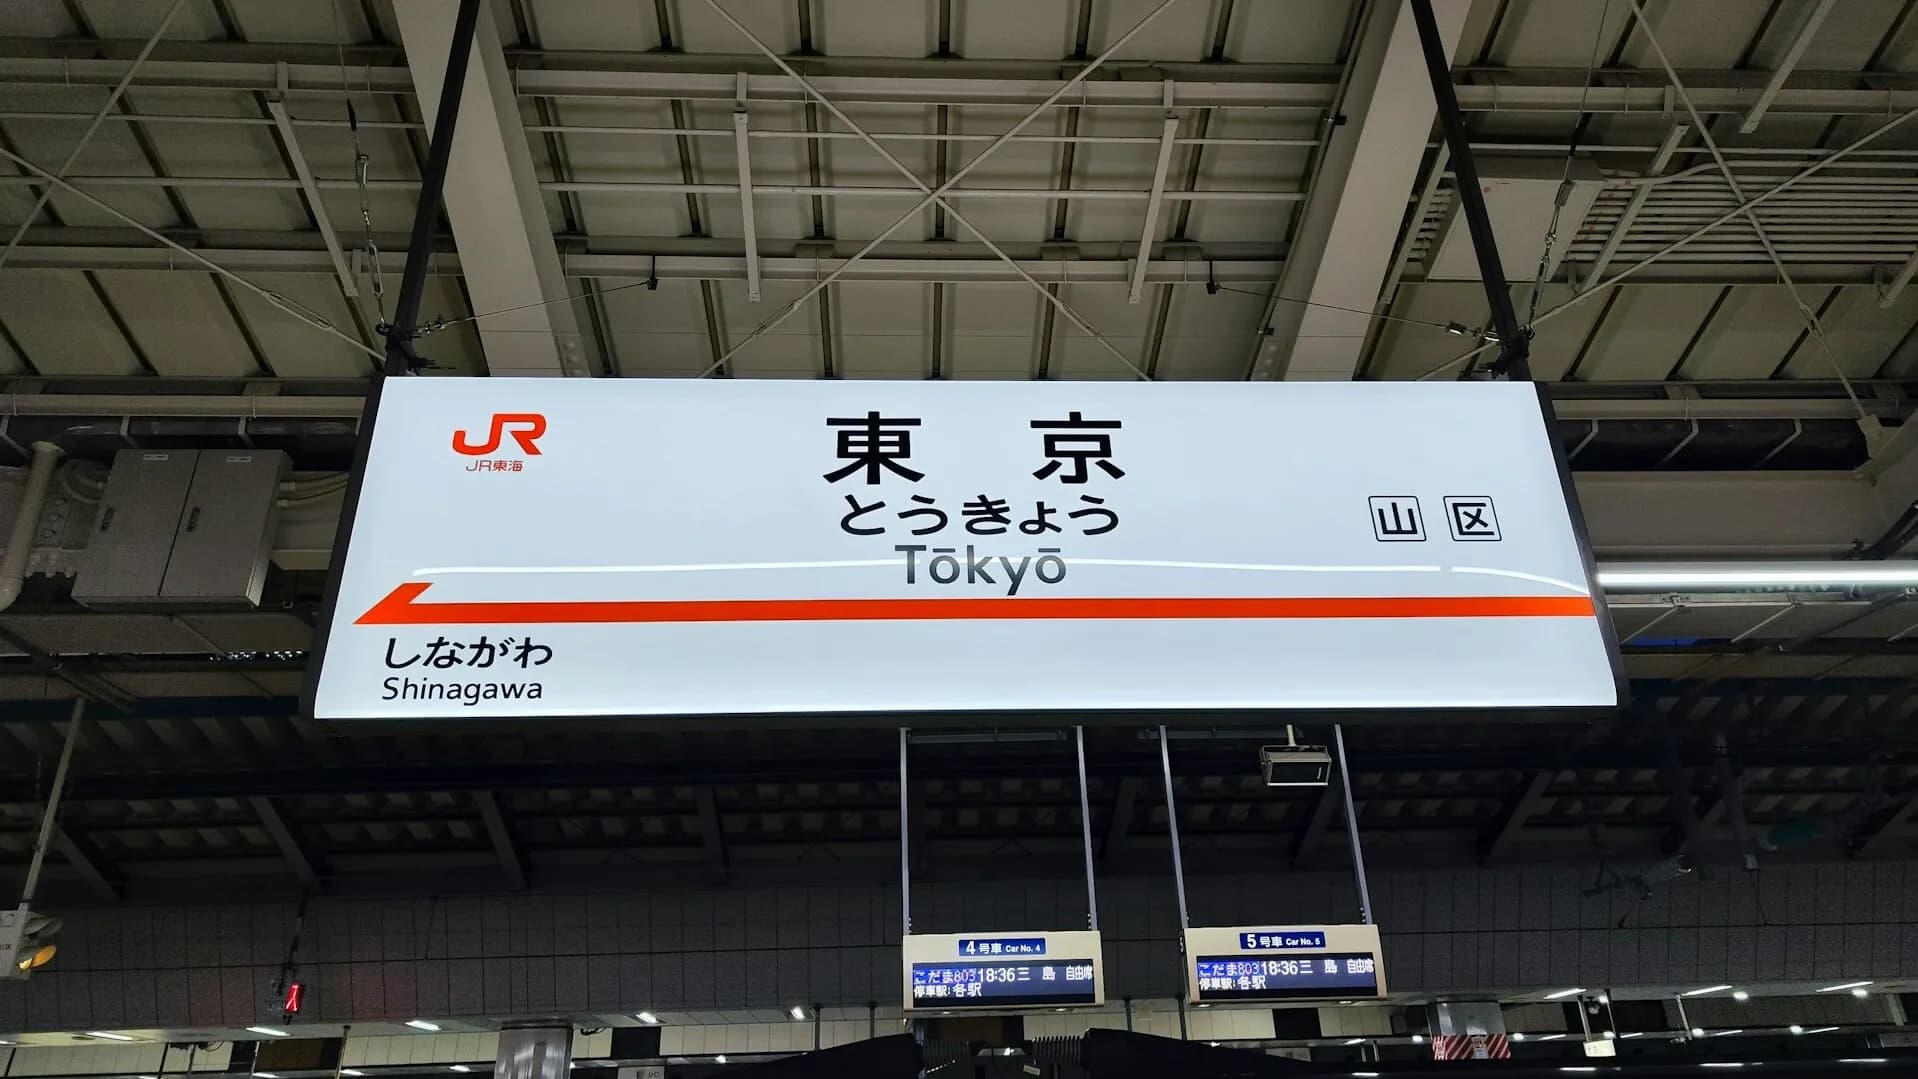 JR
JR東海
東京
とうきょう
Tōkyō
山 区
しながわ
Shinagawa
4号車 Car No. 4
こだま803 18:36 三島 自由席
停車駅:各駅
5号車 Car No. 5
こだま803 18:36 三島 自由席
停車駅:各駅